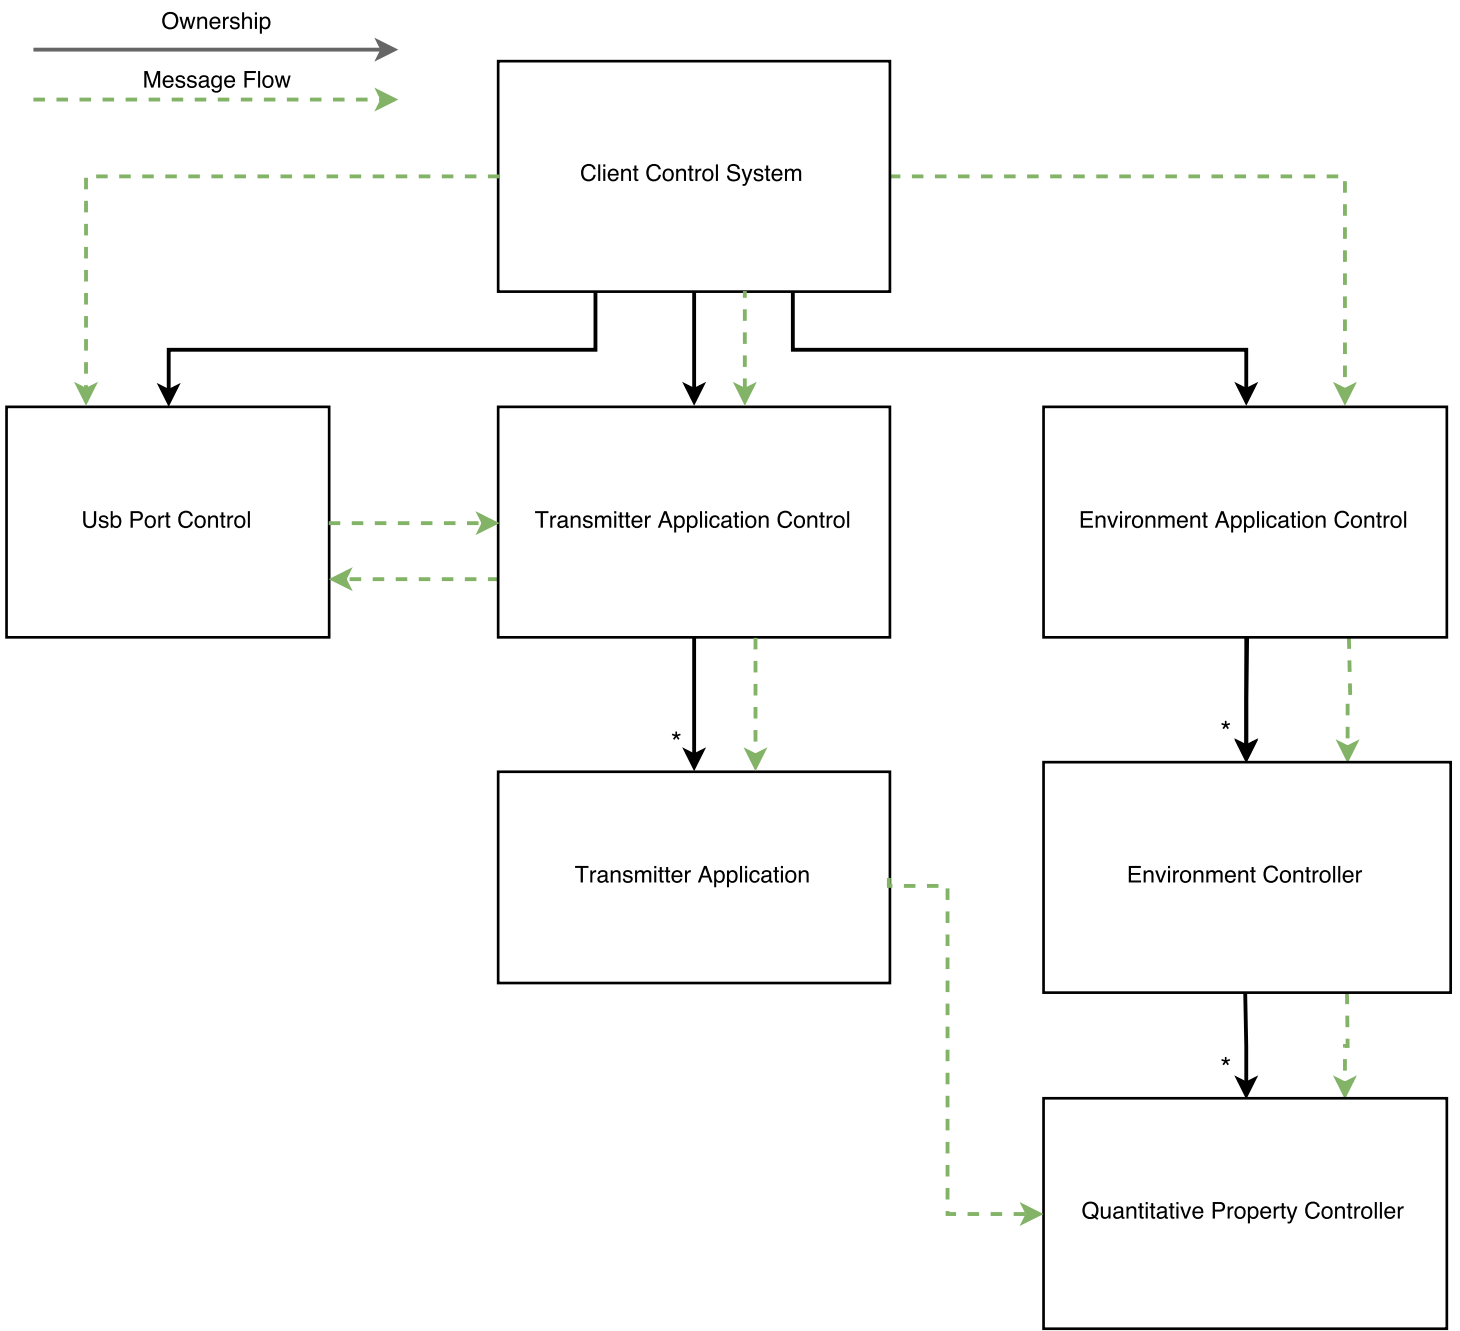 Ownership
Message Flow
Client Control System
Usb Port Control
Transmitter Application Control
Environment Application Control
*
*
Transmitter Application
Environment Controller
*
Quantitative Property Controller